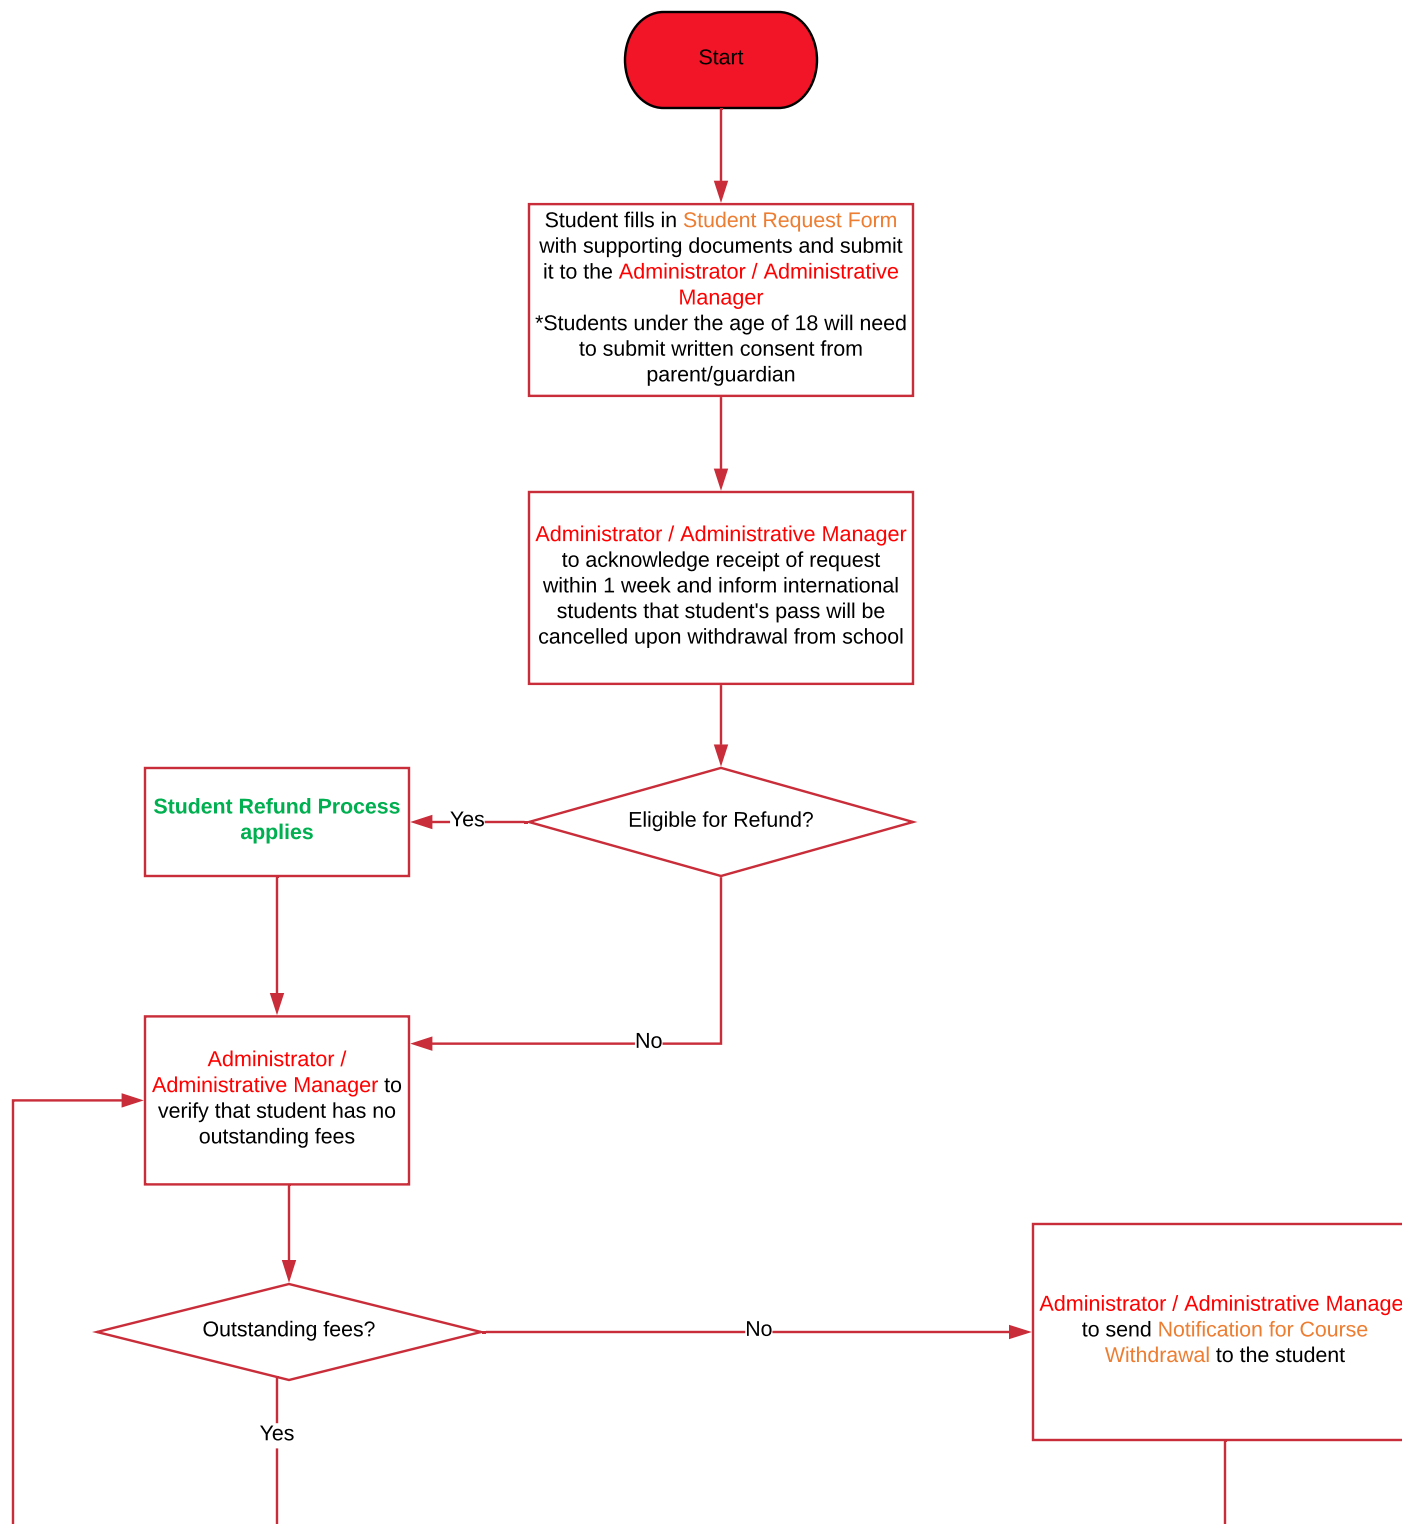 Start
Student fills in Student Request Form
with supporting documents and submit
it to the Administrator / Administrative
Manager
*Students under the age of 18 will need
to submit written consent from
parent/guardian
Administrator / Administrative Manager
to acknowledge receipt of request
within 1 week and inform international
students that student's pass will be
cancelled upon withdrawal from school
Student Refund Process
applies
Yes
Eligible for Refund?
No
Administrator /
Administrative Manager to
verify that student has no
outstanding fees
Outstanding fees?
No
Administrator / Administrative Manage
to send Notification for Course
Withdrawal to the student
Yes